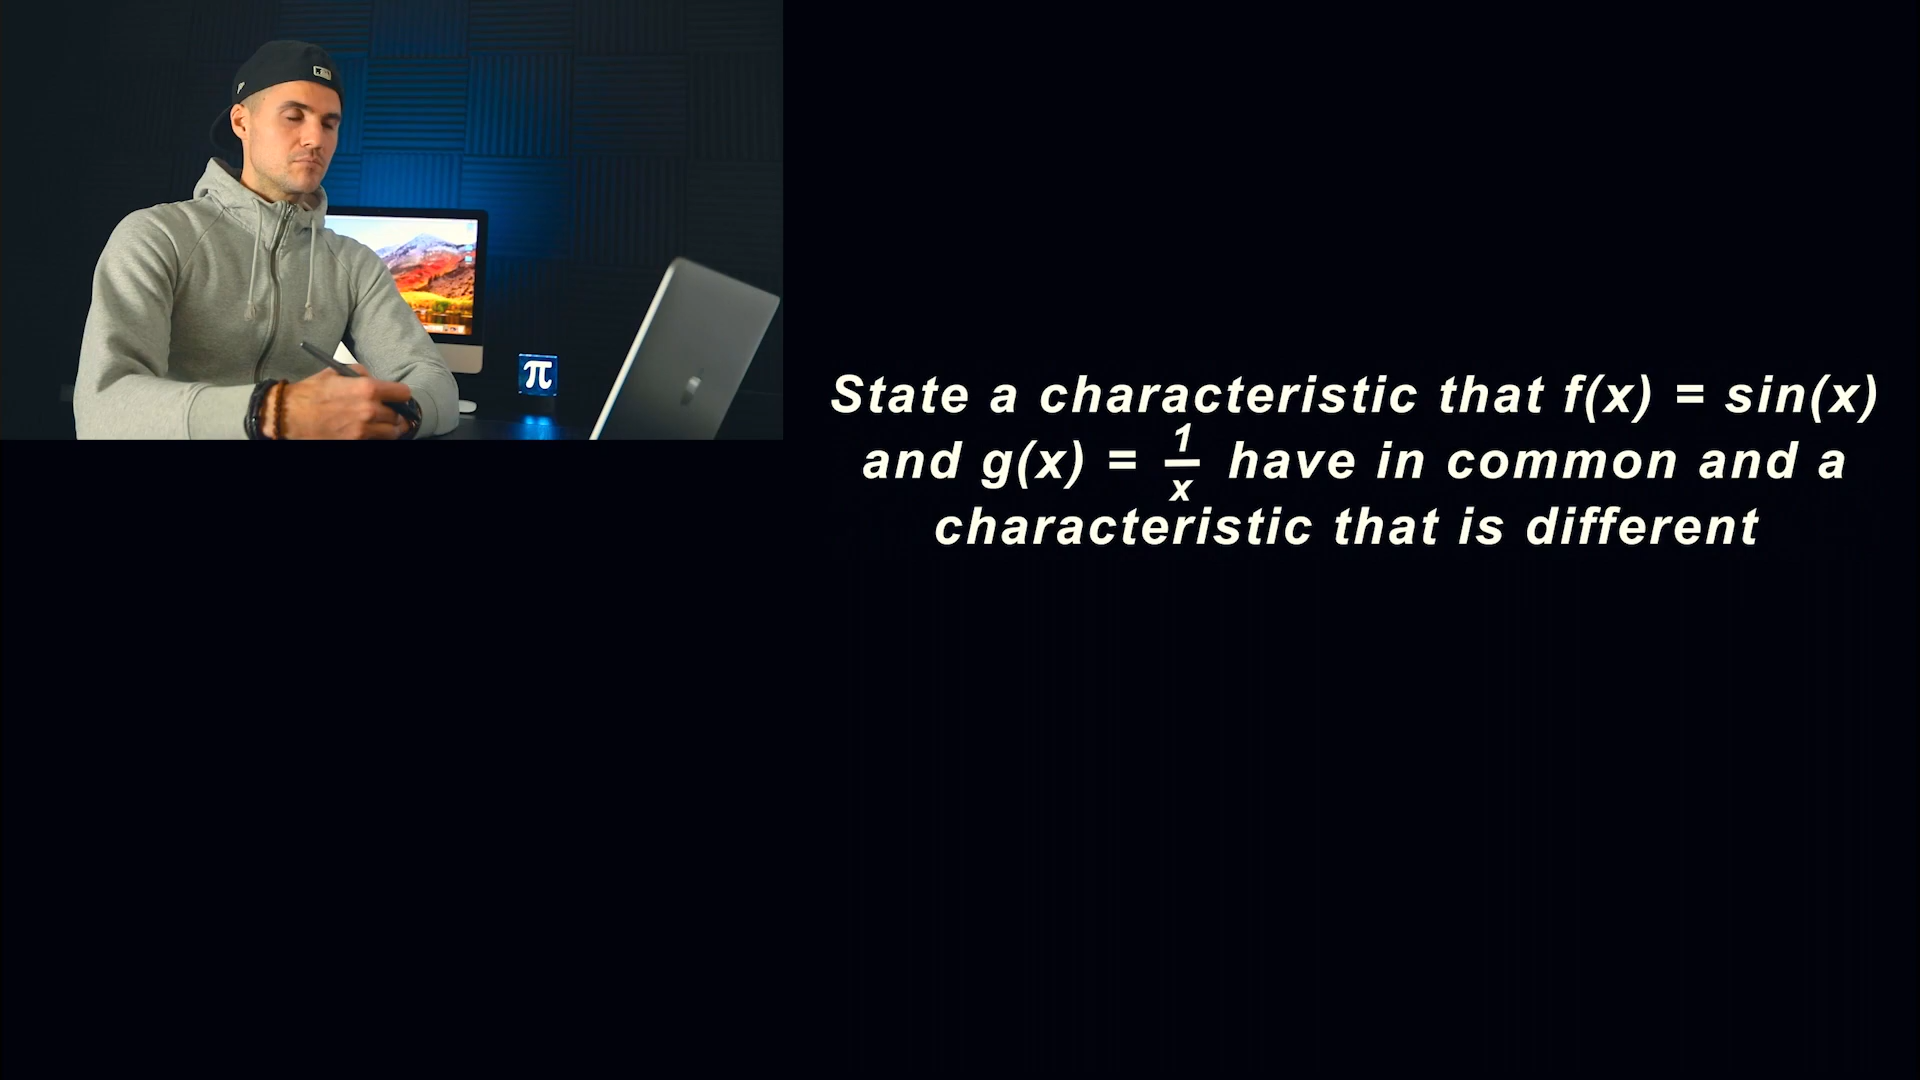 π
State a characteristic that f(x) = sin(x)
and g(x) = 1/x have in common and a
characteristic that is different